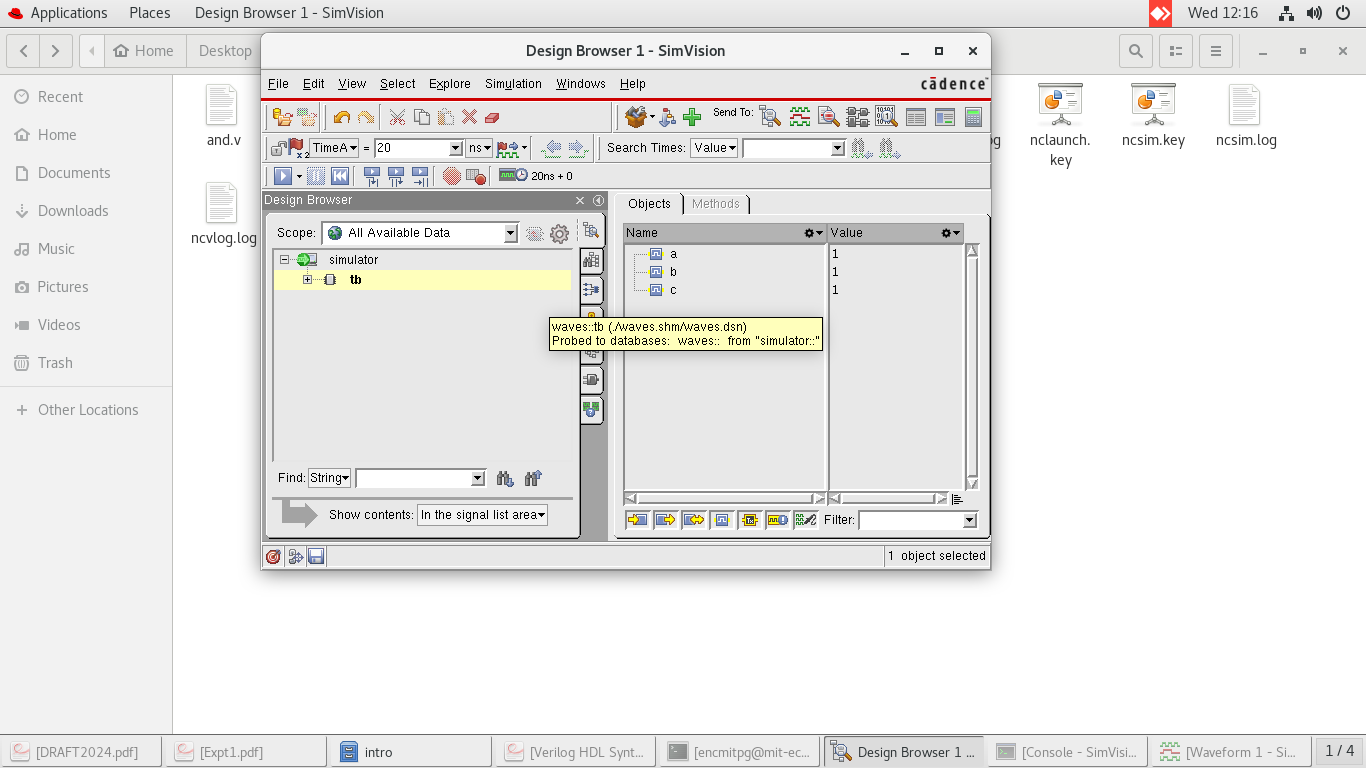 Applications Places Design Browser 1 - SimVision Wed 12:16
Home Desktop
Design Browser 1 - SimVision
File Edit View Select Explore Simulation Windows Help cādence
Send To:
TimeA = 20 ns Search Times: Value
20ns + 0
Design Browser
Objects Methods
Scope: All Available Data
Name Value
simulator
tb
a 1
b 1
c 1
waves::tb (./waves.shm/waves.dsn)
Probed to databases: waves:: from "simulator::"
Find: String
Show contents: In the signal list area
Filter:
1 object selected
Recent
Home
Documents
Downloads
Music
Pictures
Videos
Trash
Other Locations
and.v
ncvlog.log
nclaunch.
key
ncsim.key
ncsim.log
[DRAFT2024.pdf] [Expt1.pdf] intro [Verilog HDL Synt... [encmitpg@mit-ec... Design Browser 1 ... [Console - SimVis... [Waveform 1 - Si... 1 / 4